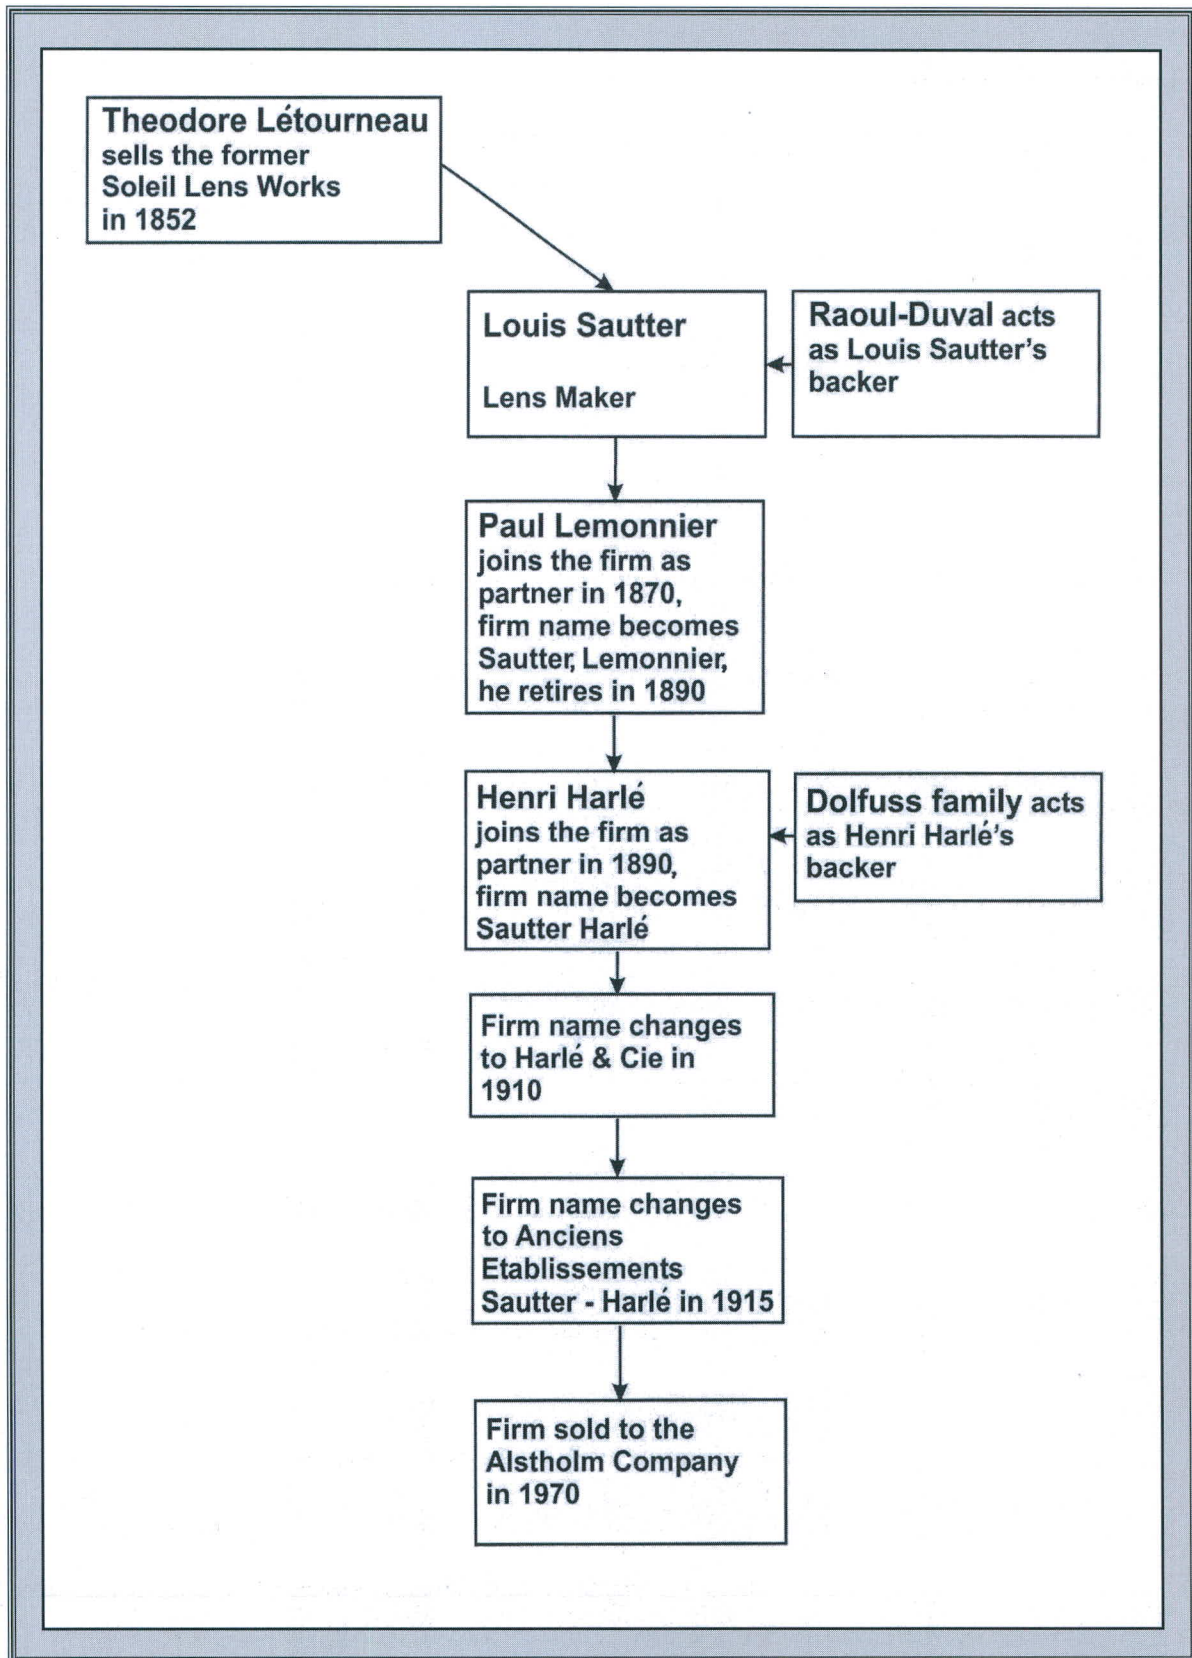 Theodore Létourneau
sells the former
Soleil Lens Works
in 1852
Louis Sautter
Lens Maker
Raoul-Duval acts
as Louis Sautter's
backer
Paul Lemonnier
joins the firm as
partner in 1870,
firm name becomes
Sautter, Lemonnier,
he retires in 1890
Henri Harlé
joins the firm as
partner in 1890,
firm name becomes
Sautter Harlé
Dolfuss family acts
as Henri Harlé's
backer
Firm name changes
to Harlé & Cie in
1910
Firm name changes
to Anciens
Etablissements
Sautter - Harlé in 1915
Firm sold to the
Alstholm Company
in 1970